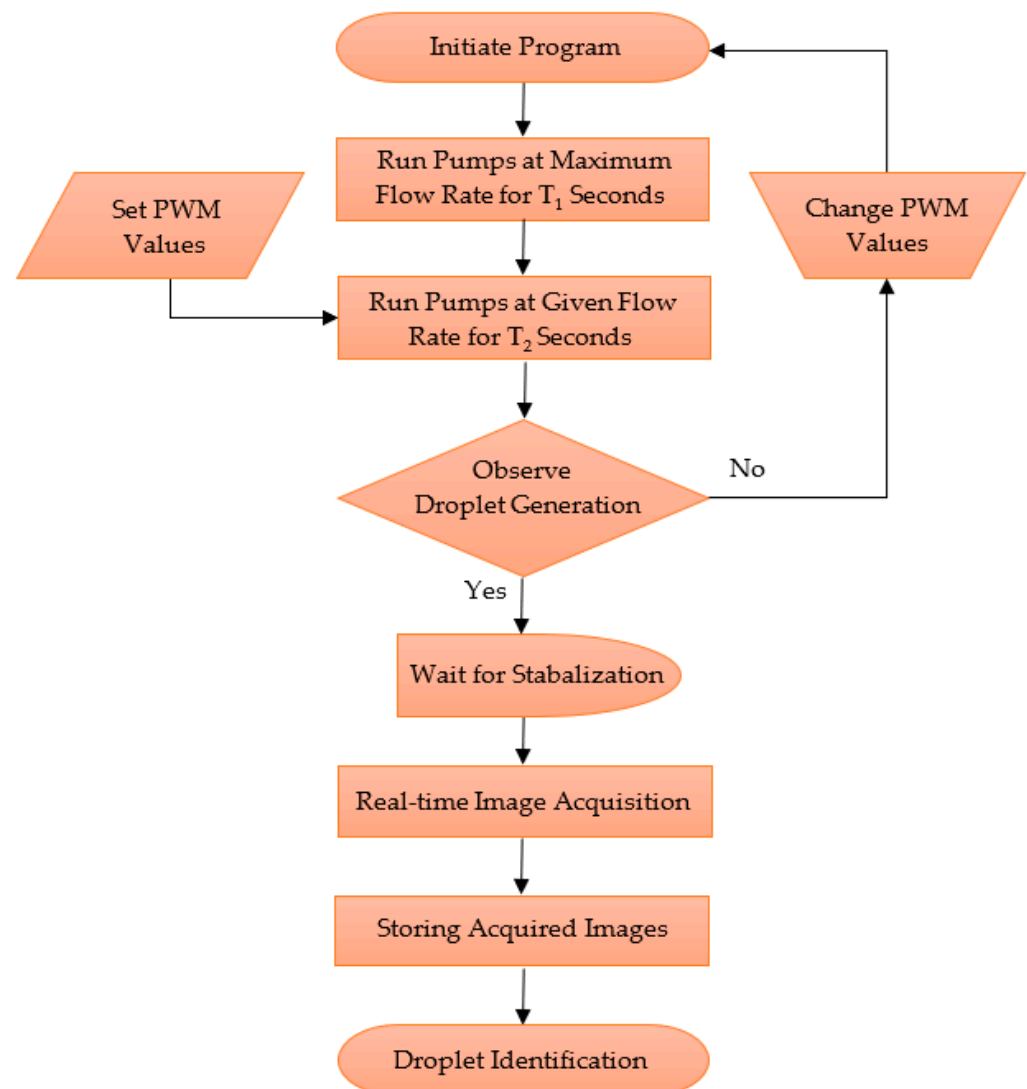 Initiate Program
Run Pumps at Maximum
Flow Rate for T₁ Seconds
Set PWM
Values
Change PWM
Values
Run Pumps at Given Flow
Rate for T₂ Seconds
Observe
Droplet Generation
No
Yes
Wait for Stabalization
Real-time Image Acquisition
Storing Acquired Images
Droplet Identification